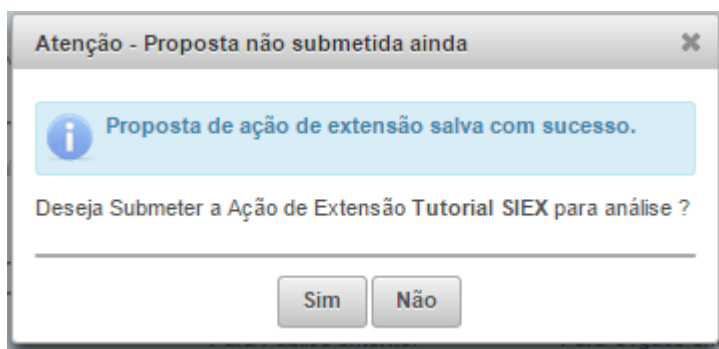 Atenção - Proposta não submetida ainda
Proposta de ação de extensão salva com sucesso.
Deseja Submeter a Ação de Extensão Tutorial SIEX para análise ?
Sim Não